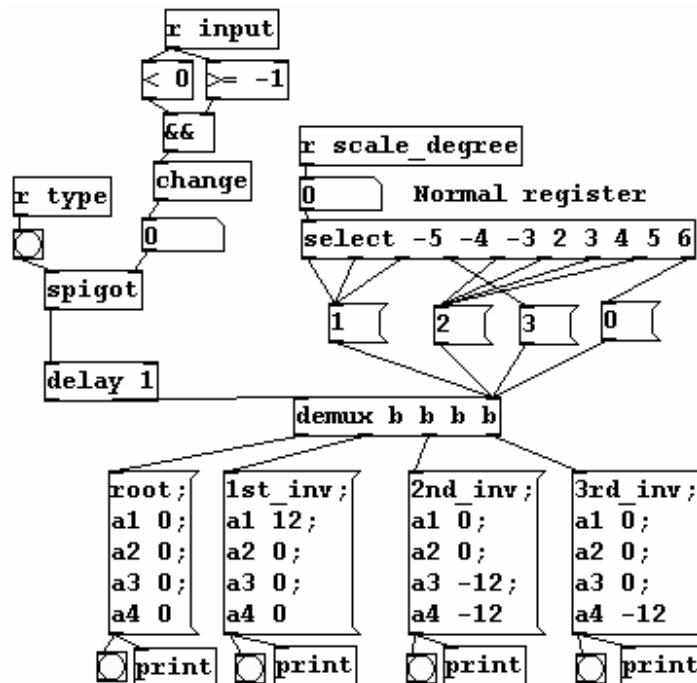 r input
< 0
>= -1
&&
r scale_degree
change
r type
0
Normal register
0
select -5 -4 -3 2 3 4 5 6
spigot
1
2
3
0
delay 1
demux b b b b
root;
a1 0;
a2 0;
a3 0;
a4 0
1st_inv;
a1 12;
a2 0;
a3 0;
a4 0
2nd_inv;
a1 0;
a2 0;
a3 -12;
a4 -12
3rd_inv;
a1 0;
a2 0;
a3 0;
a4 -12
print
print
print
print